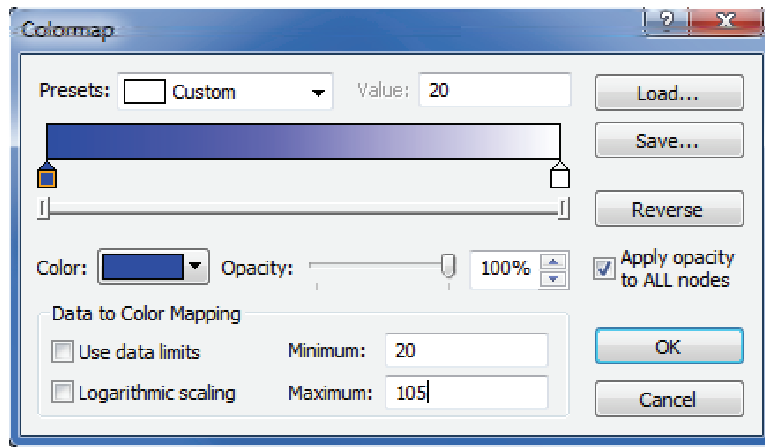 Colormap
Presets: Custom Value: 20 Load...
Save...
Reverse
Color: Opacity: 100% Apply opacity
to ALL nodes
Data to Color Mapping
Use data limits Minimum: 20 OK
Logarithmic scaling Maximum: 105 Cancel